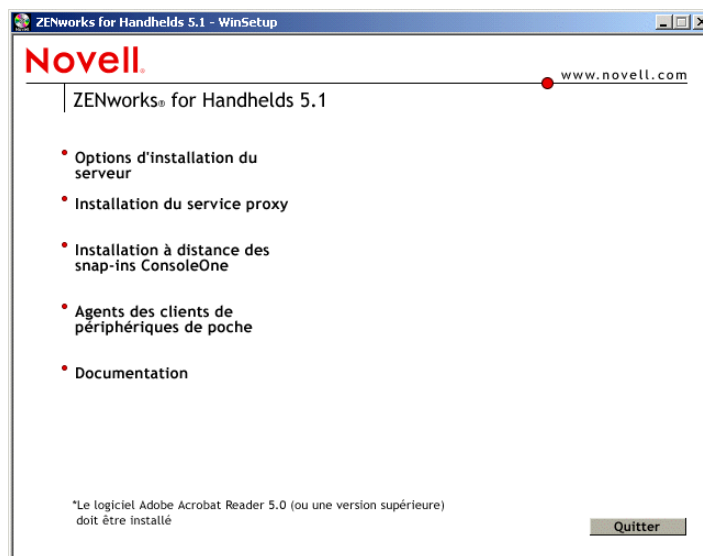 ZENworks for Handhelds 5.1 - WinSetup
Novell®
www.novell.com
ZENworks® for Handhelds 5.1
Options d'installation du
serveur
Installation du service proxy
Installation à distance des
snap-ins ConsoleOne
Agents des clients de
périphériques de poche
Documentation
*Le logiciel Adobe Acrobat Reader 5.0 (ou une version supérieure)
doit être installé
Quitter